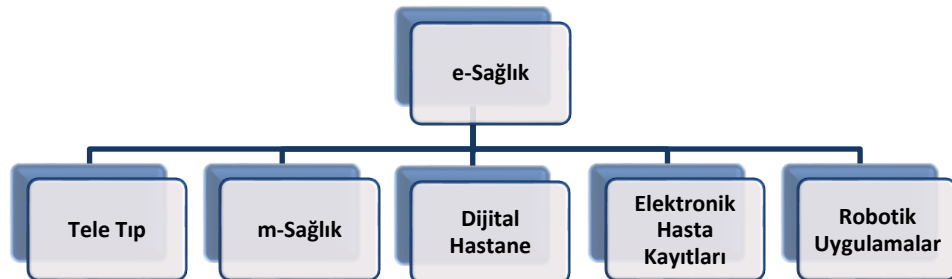 e-Sağlık
Tele Tıp
m-Sağlık
Dijital
Hastane
Elektronik
Hasta
Kayıtları
Robotik
Uygulamalar